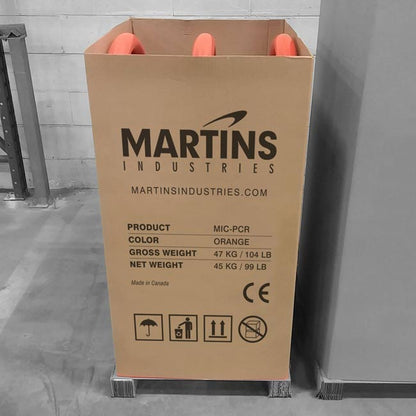 MARTINS
INDUSTRIES
MARTINSINDUSTRIES.COM
PRODUCT MIC-PCR
COLOR ORANGE
GROSS WEIGHT 47 KG / 104 LB
NET WEIGHT 45 KG / 99 LB
Made in Canada
CE